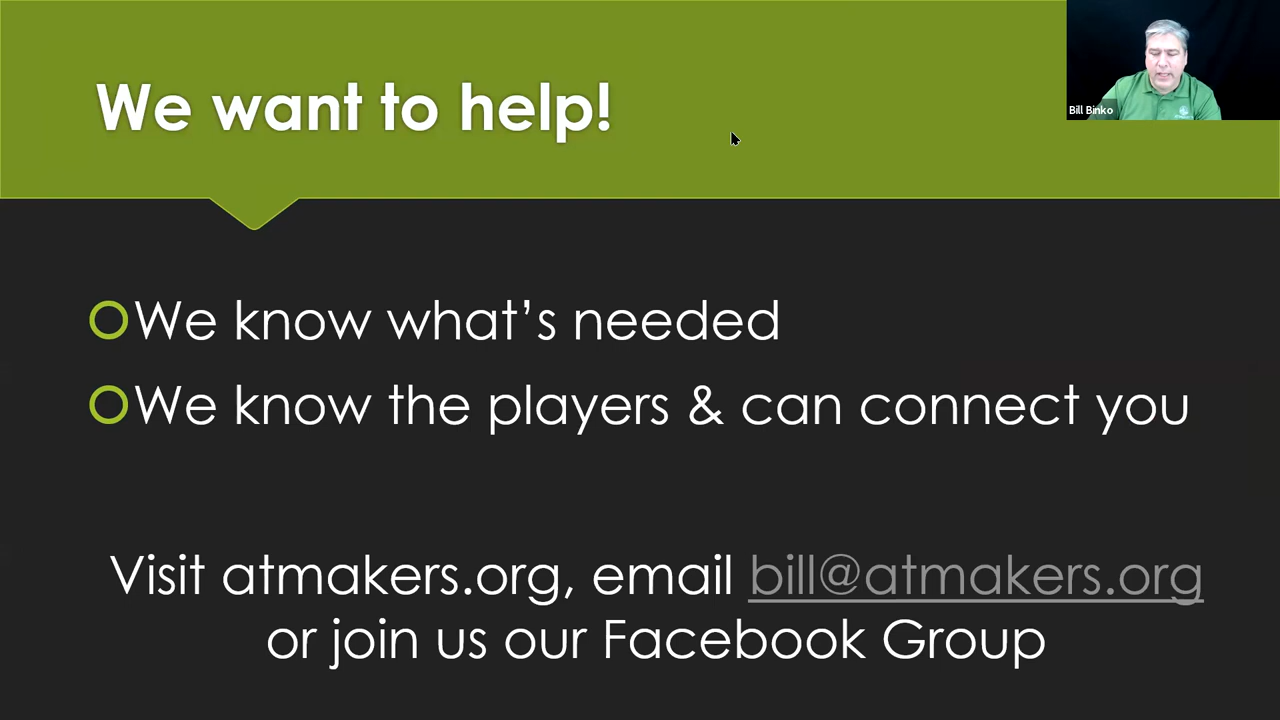 We want to help!
Bill Binko
We know what's needed
We know the players & can connect you
Visit atmakers.org, email bill@atmakers.org
or join us our Facebook Group